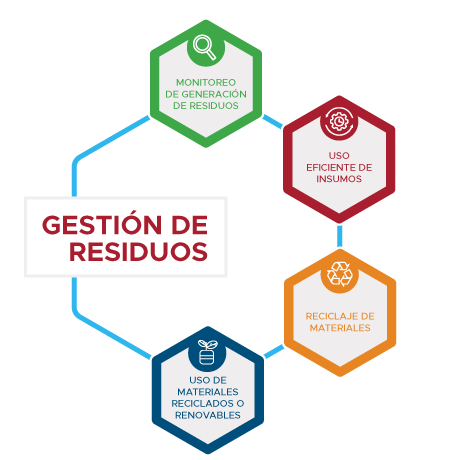 MONITOREO
DE GENERACIÓN
DE RESIDUOS
USO
EFICIENTE DE
INSUMOS
GESTIÓN DE
RESIDUOS
RECICLAJE DE
MATERIALES
USO DE
MATERIALES
RECICLADOS O
RENOVABLES